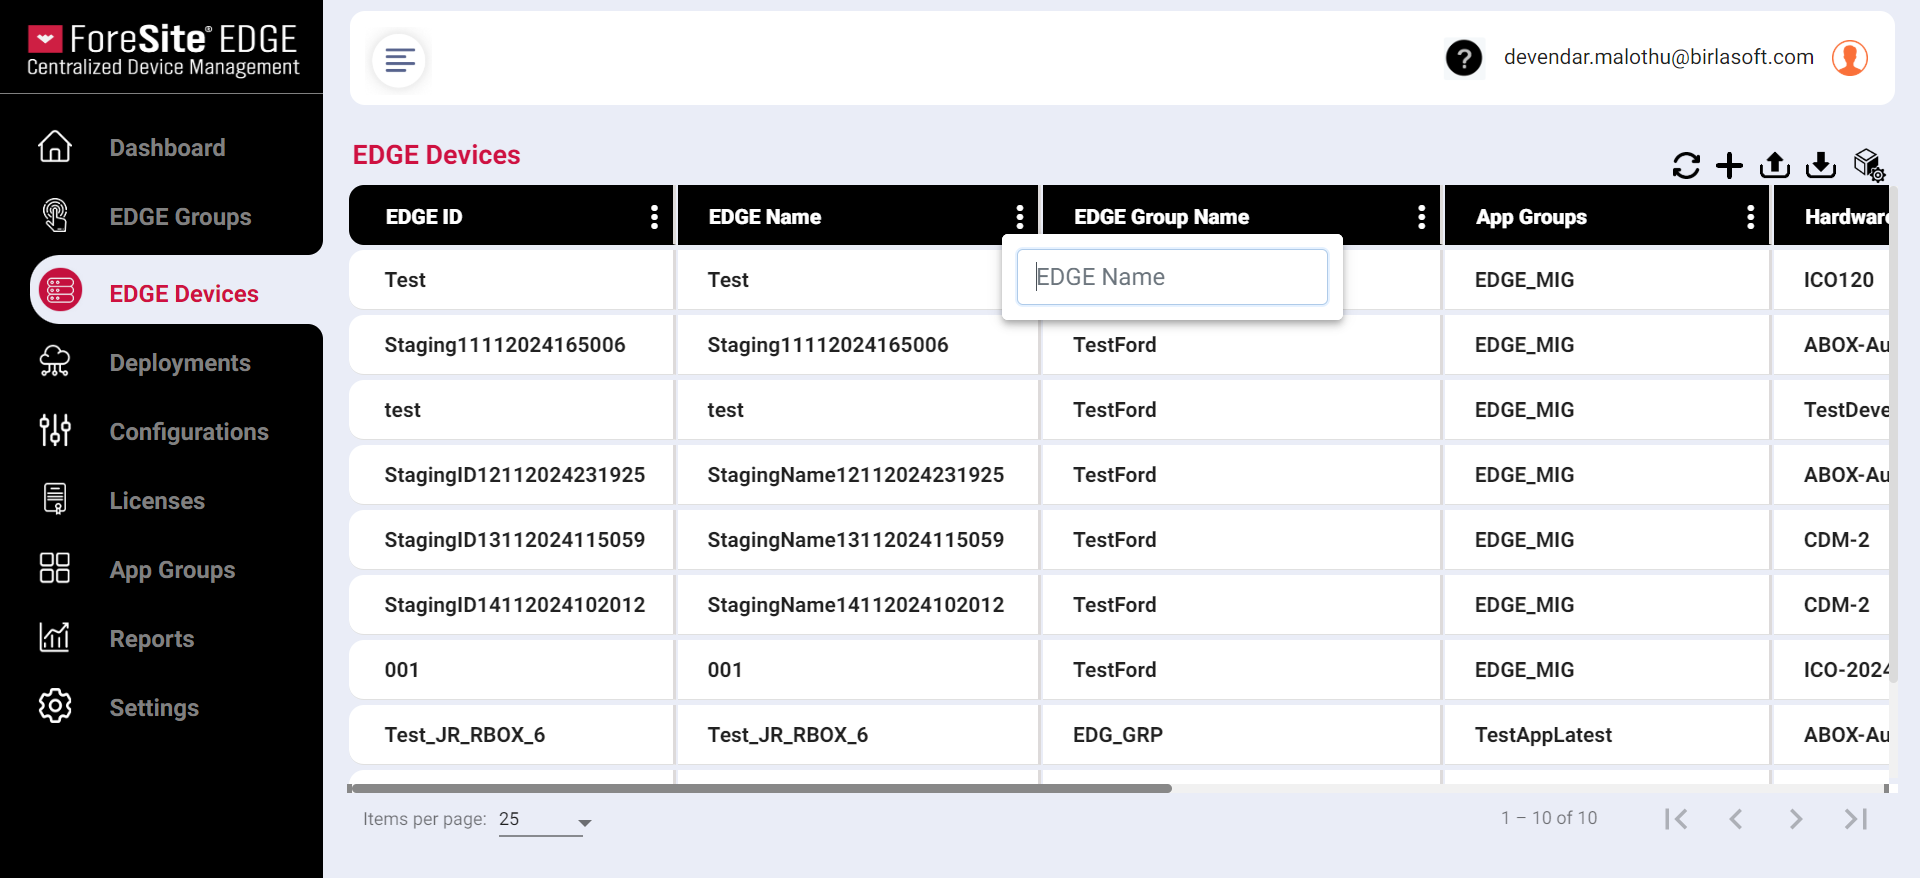 ForeSite® EDGE
Centralized Device Management
Dashboard
EDGE Groups
EDGE Devices
Deployments
Configurations
Licenses
App Groups
Reports
Settings
? devendar.malothu@birlasoft.com
EDGE Devices
EDGE ID EDGE Name EDGE Group Name App Groups Hardware
EDGE Name
Test Test EDGE_MIG ICO120
Staging11112024165006 Staging11112024165006 TestFord EDGE_MIG ABOX-Au
test test TestFord EDGE_MIG TestDeve
StagingID12112024231925 StagingName12112024231925 TestFord EDGE_MIG ABOX-Au
StagingID13112024115059 StagingName13112024115059 TestFord EDGE_MIG CDM-2
StagingID14112024102012 StagingName14112024102012 TestFord EDGE_MIG CDM-2
001 001 TestFord EDGE_MIG ICO-2024
Test_JR_RBOX_6 Test_JR_RBOX_6 EDG_GRP TestAppLatest ABOX-Au
Items per page: 25 1 – 10 of 10